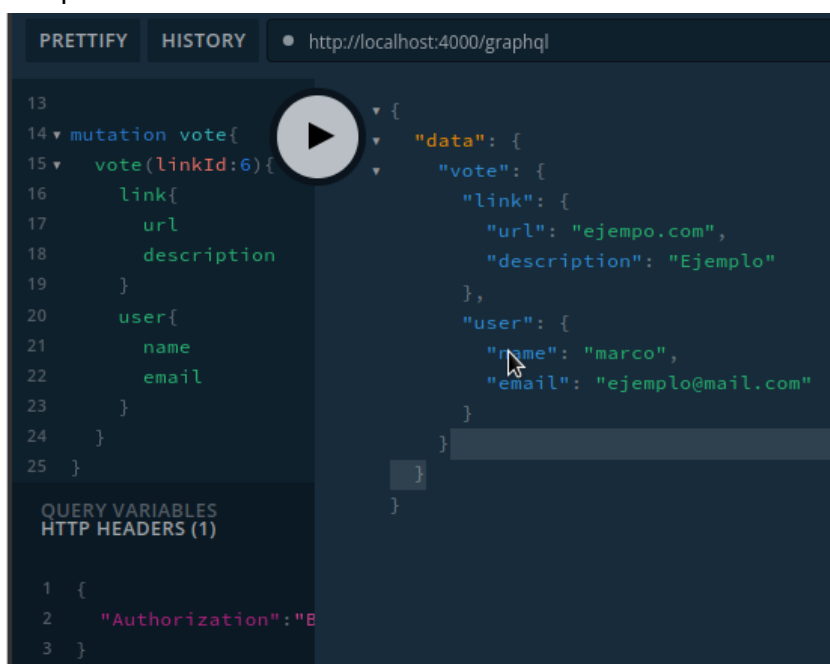 PRETTIFY HISTORY http://localhost:4000/graphql
13
14 mutation vote{
15 vote(linkId:6){
16 link{
17 url
18 description
19 }
20 user{
21 name
22 email
23 }
24 }
25 }
QUERY VARIABLES
HTTP HEADERS (1)
1 {
2 "Authorization":"B
3 }
{
"data": {
"vote": {
"link": {
"url": "ejempo.com",
"description": "Ejemplo"
},
"user": {
"name": "marco",
"email": "ejemplo@mail.com"
}
}
}
}